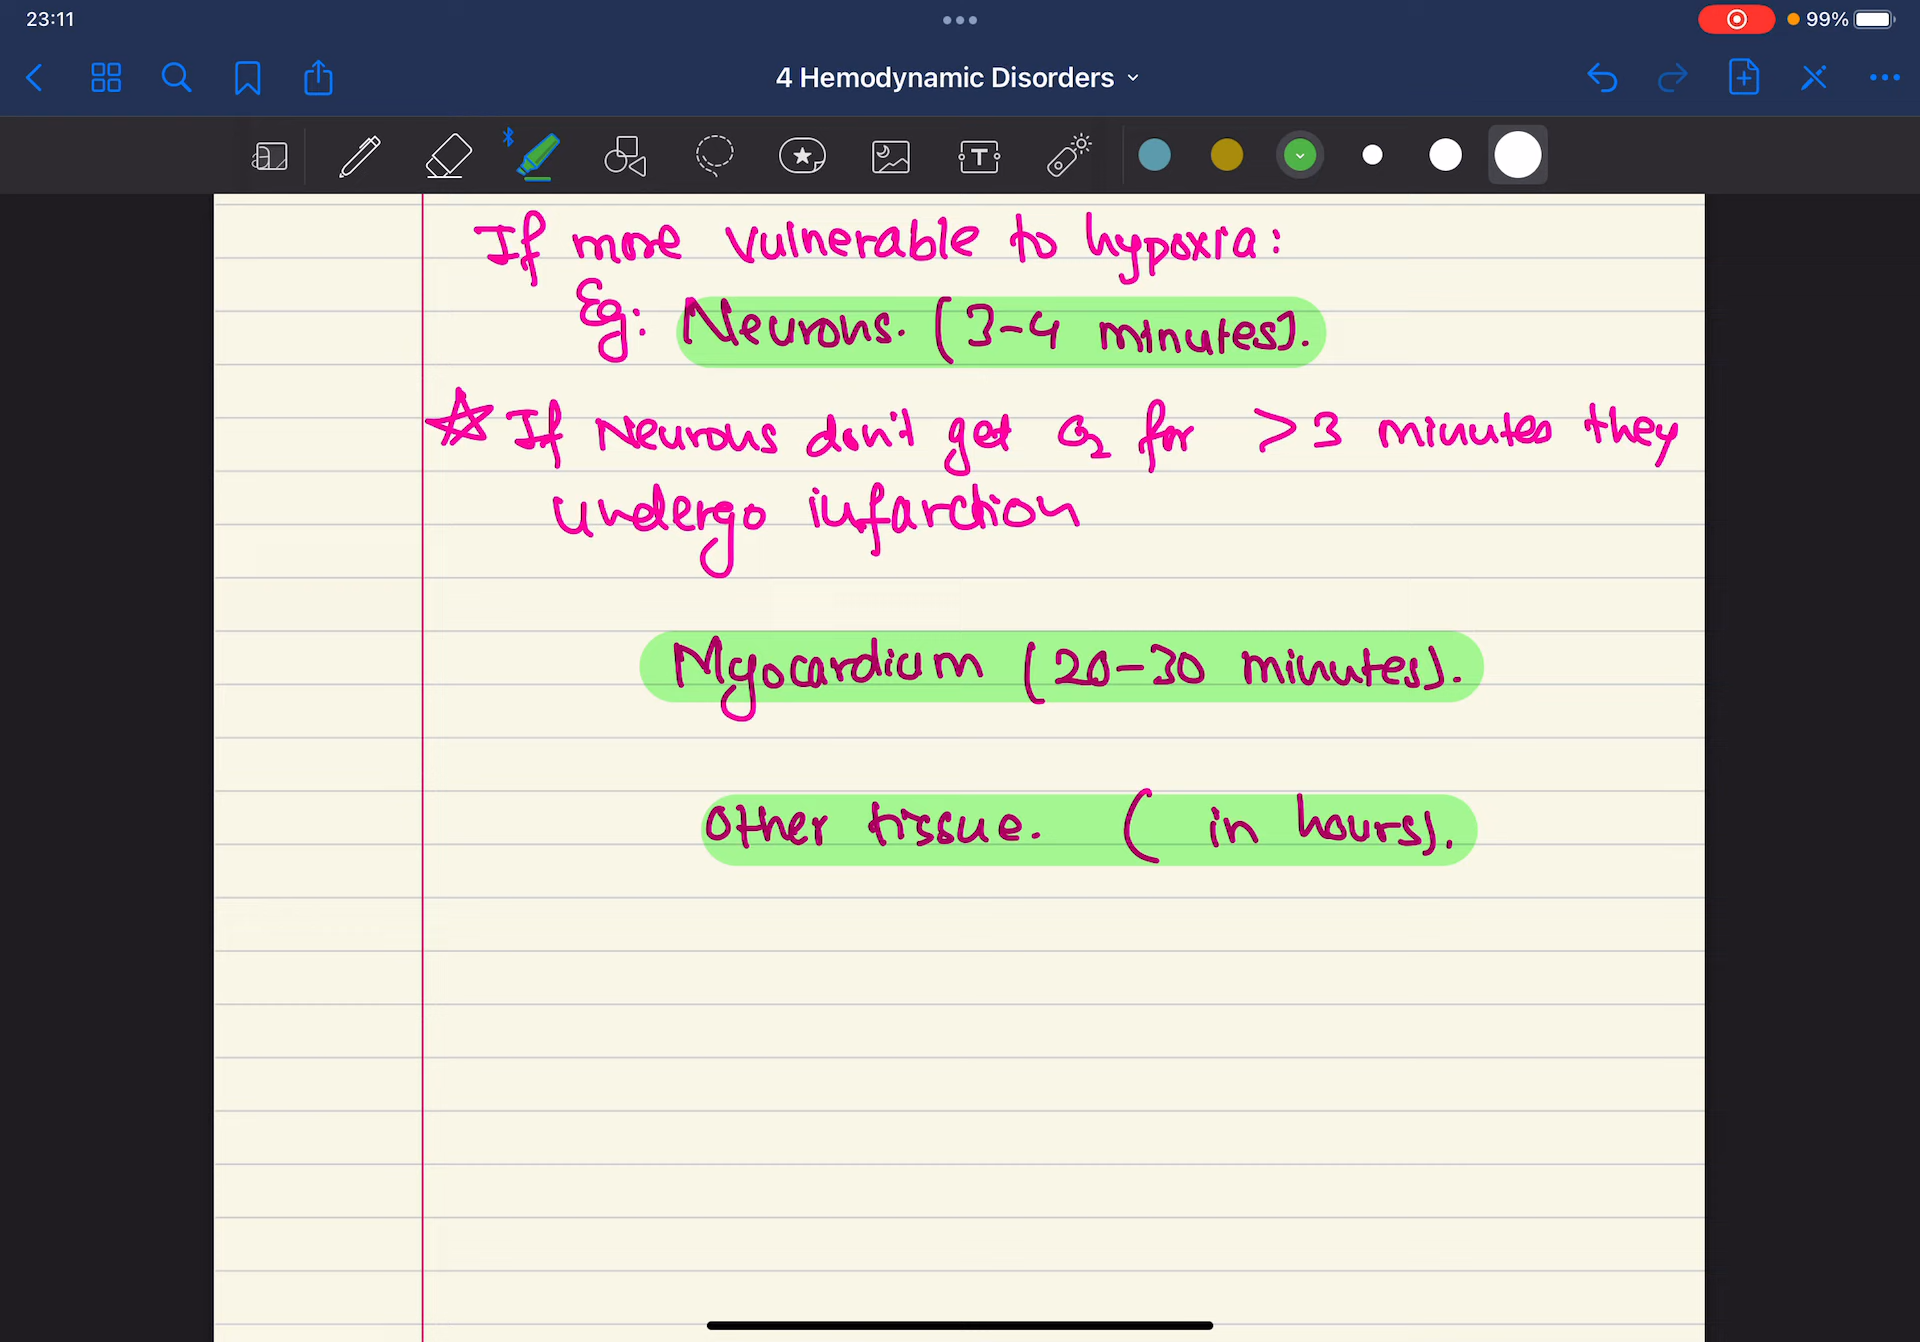 23:11
99%
4 Hemodynamic Disorders
If more vulnerable to hypoxia:
Eg: Neurons. (3-4 minutes).
☆ If Neurons don't get O2 for >3 minutes they
undergo infarction
Myocardium (20-30 minutes).
Other tissue. ( in hours).